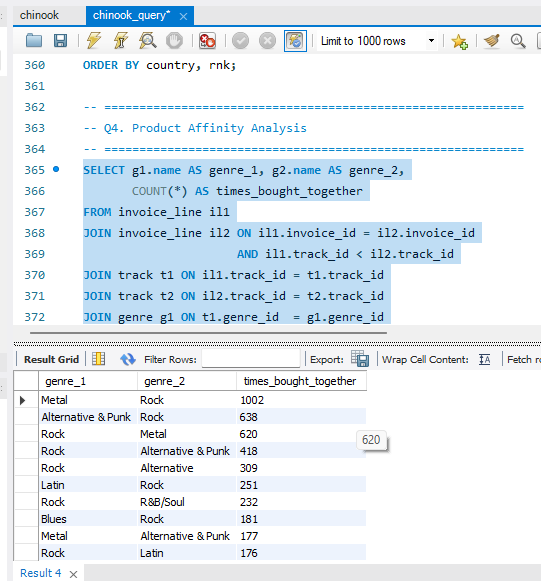 chinook chinook_query*
Limit to 1000 rows
360 ORDER BY country, rnk;
361
362 -- ============================================================
363 -- Q4. Product Affinity Analysis
364 -- ============================================================
365 SELECT g1.name AS genre_1, g2.name AS genre_2,
366 COUNT(*) AS times_bought_together
367 FROM invoice_line il1
368 JOIN invoice_line il2 ON il1.invoice_id = il2.invoice_id
369 AND il1.track_id < il2.track_id
370 JOIN track t1 ON il1.track_id = t1.track_id
371 JOIN track t2 ON il2.track_id = t2.track_id
372 JOIN genre g1 ON t1.genre_id = g1.genre_id
Result Grid Filter Rows: Export: Wrap Cell Content: Fetch
genre_1 genre_2 times_bought_together
Metal Rock 1002
Alternative & Punk Rock 638
Rock Metal 620
620
Rock Alternative & Punk 418
Rock Alternative 309
Latin Rock 251
Rock R&B/Soul 232
Blues Rock 181
Metal Alternative & Punk 177
Rock Latin 176
Result 4